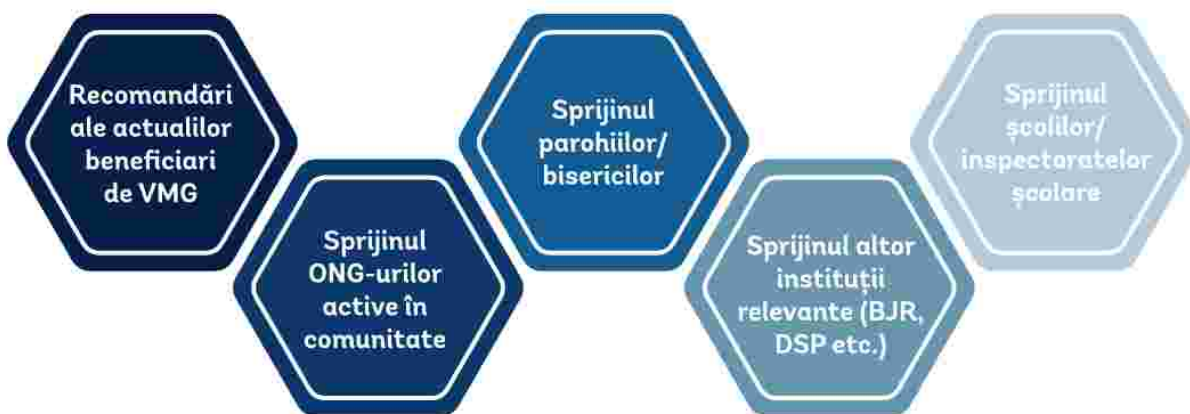 Recomandări
ale actualilor
beneficiari
de VMG
Sprijinul
ONG-urilor
active în
comunitate
Sprijinul
parohiilor/
bisericilor
Sprijinul altor
instituții
relevante (BJR,
DSP etc.)
Sprijinul
școlilor/
inspectoratelor
școlare